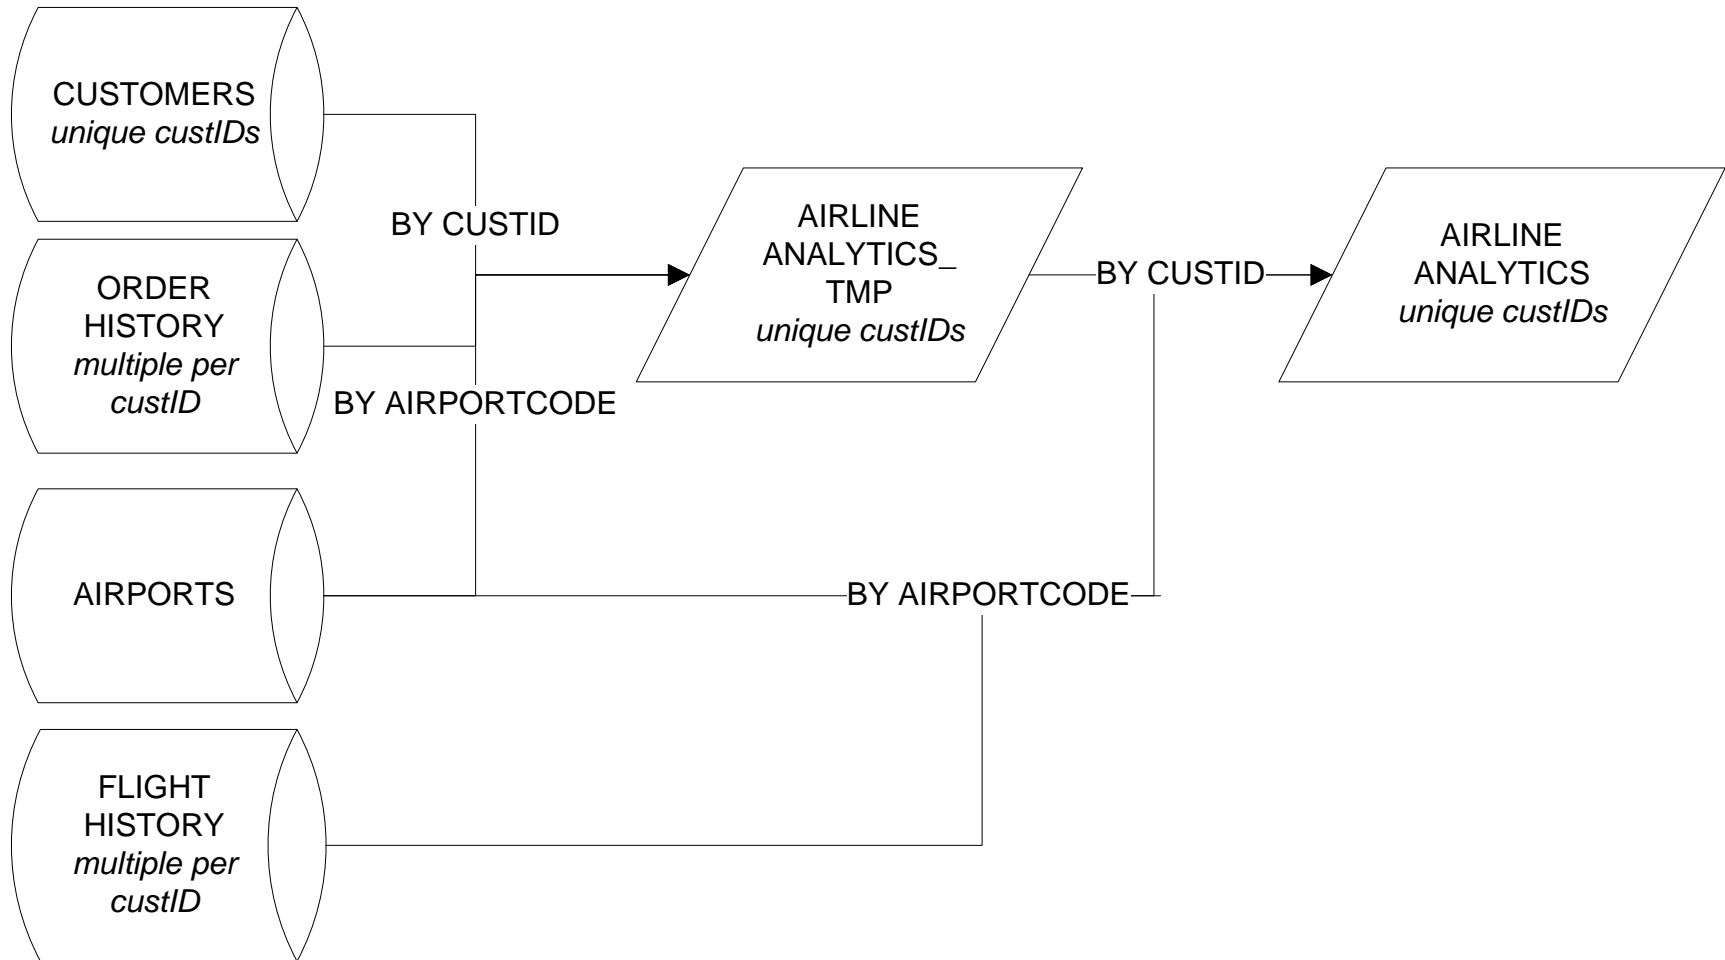 CUSTOMERS
unique custIDs
BY CUSTID
ORDER
HISTORY
multiple per
custID
BY AIRPORTCODE
AIRLINE
ANALYTICS_
TMP
unique custIDs
BY CUSTID
AIRLINE
ANALYTICS
unique custIDs
AIRPORTS
BY AIRPORTCODE
FLIGHT
HISTORY
multiple per
custID